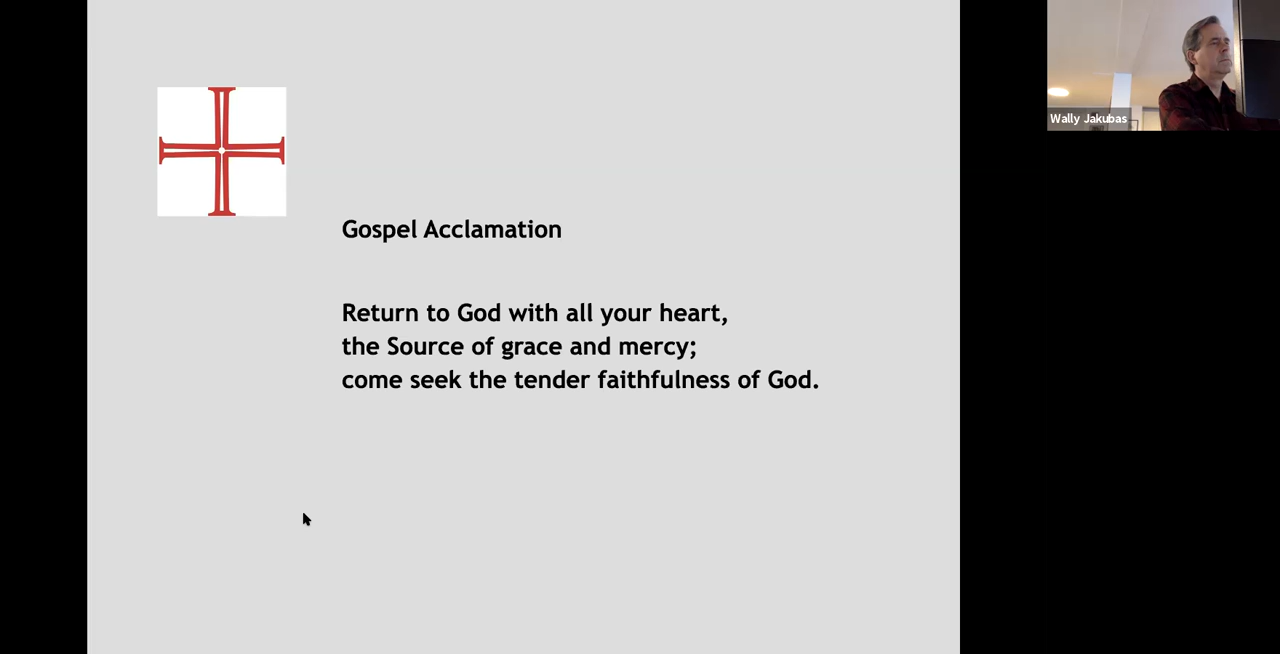 Wally Jakubas
Gospel Acclamation
Return to God with all your heart,
the Source of grace and mercy;
come seek the tender faithfulness of God.